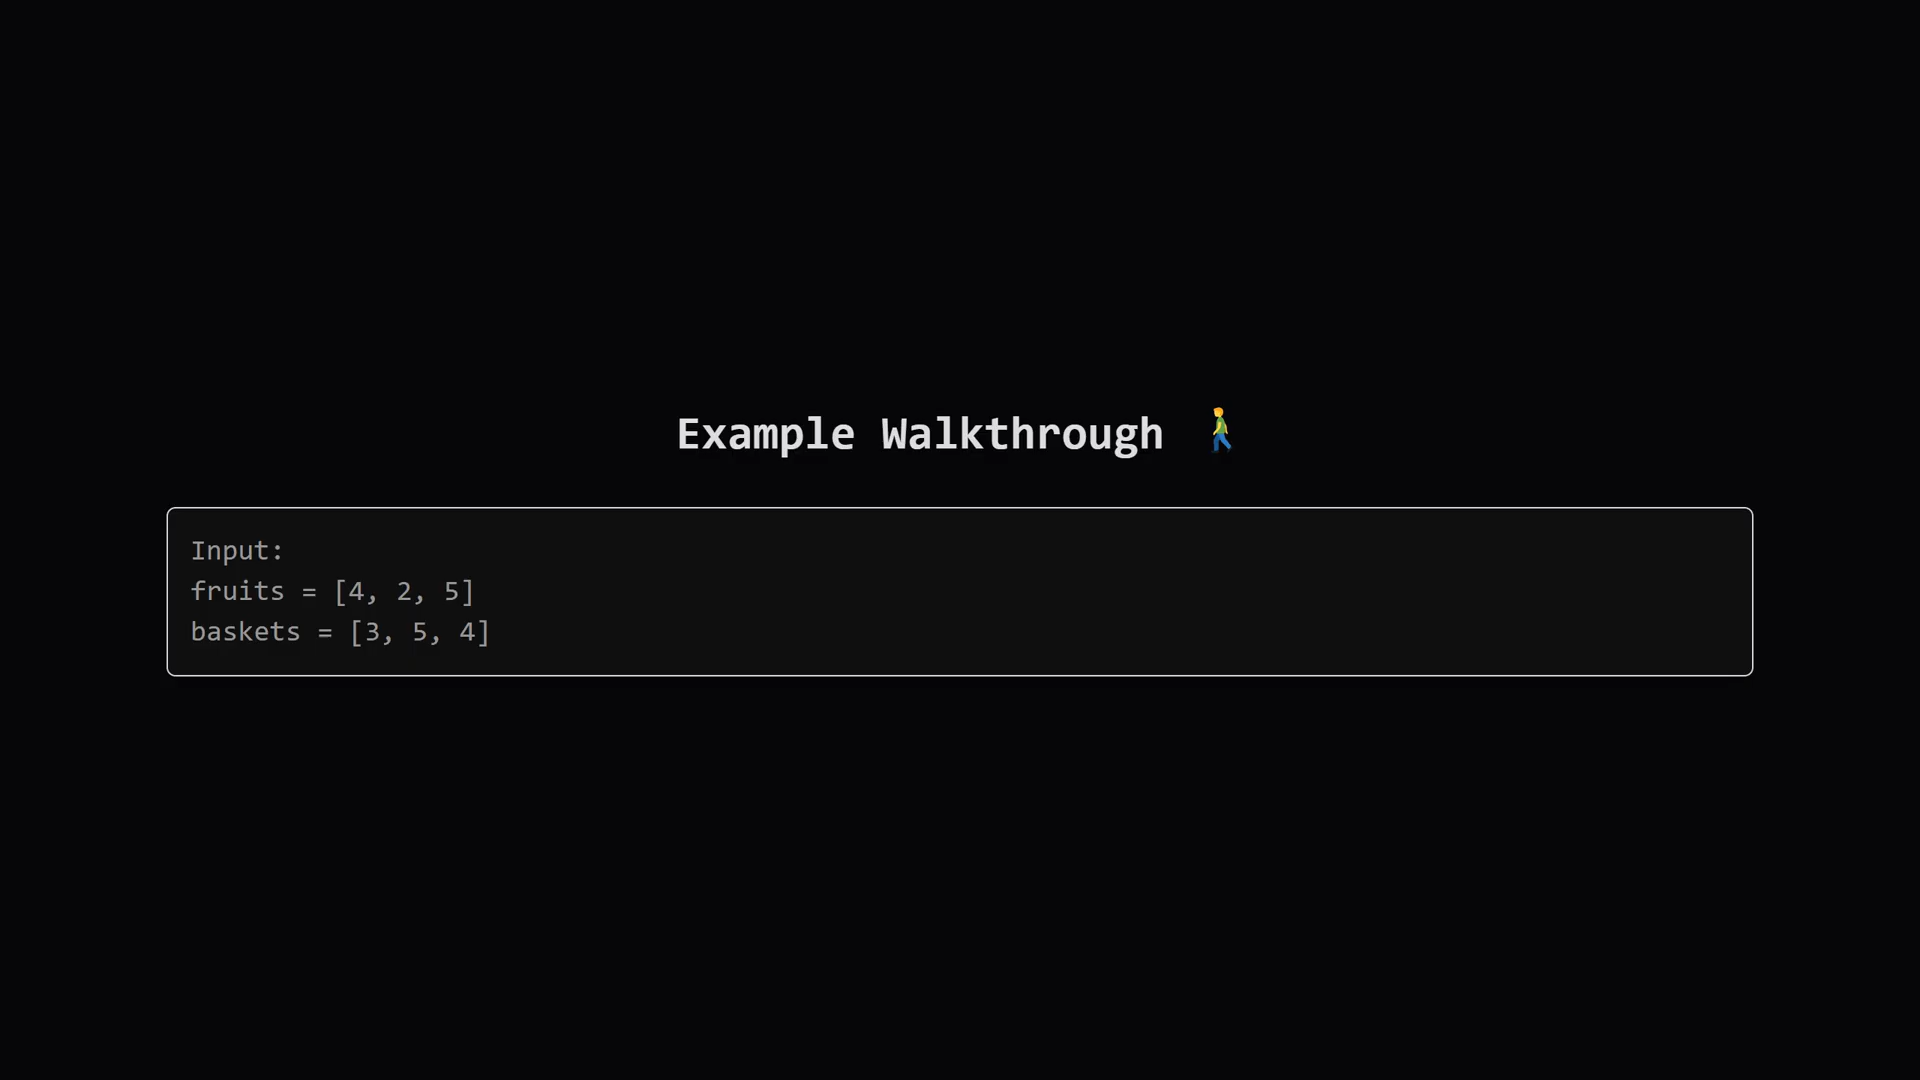 Example Walkthrough 🚶
Input:
fruits = [4, 2, 5]
baskets = [3, 5, 4]